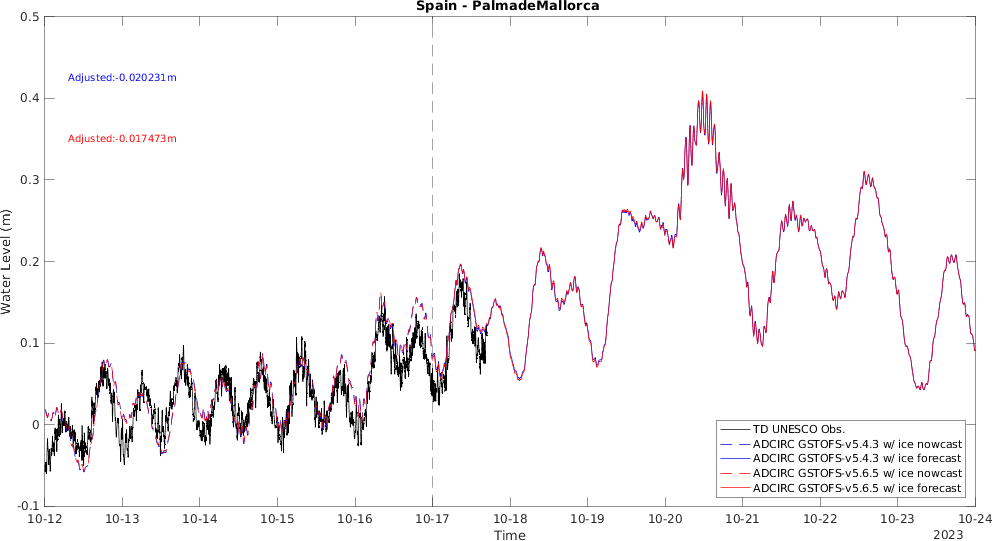 Spain - PalmadeMallorca
0.5
0.4
0.3
0.2
0.1
0
-0.1
Water Level (m)
Adjusted:-0.020231m
Adjusted:-0.017473m
TD UNESCO Obs.
ADCIRC GSTOFS-v5.4.3 w/ ice nowcast
ADCIRC GSTOFS-v5.4.3 w/ ice forecast
ADCIRC GSTOFS-v5.6.5 w/ ice nowcast
ADCIRC GSTOFS-v5.6.5 w/ ice forecast
10-12 10-13 10-14 10-15 10-16 10-17 10-18 10-19 10-20 10-21 10-22 10-23 10-24
Time
2023